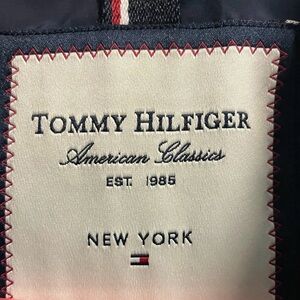 TOMMY HILFIGER
American Classics
EST. 1985
NEW YORK